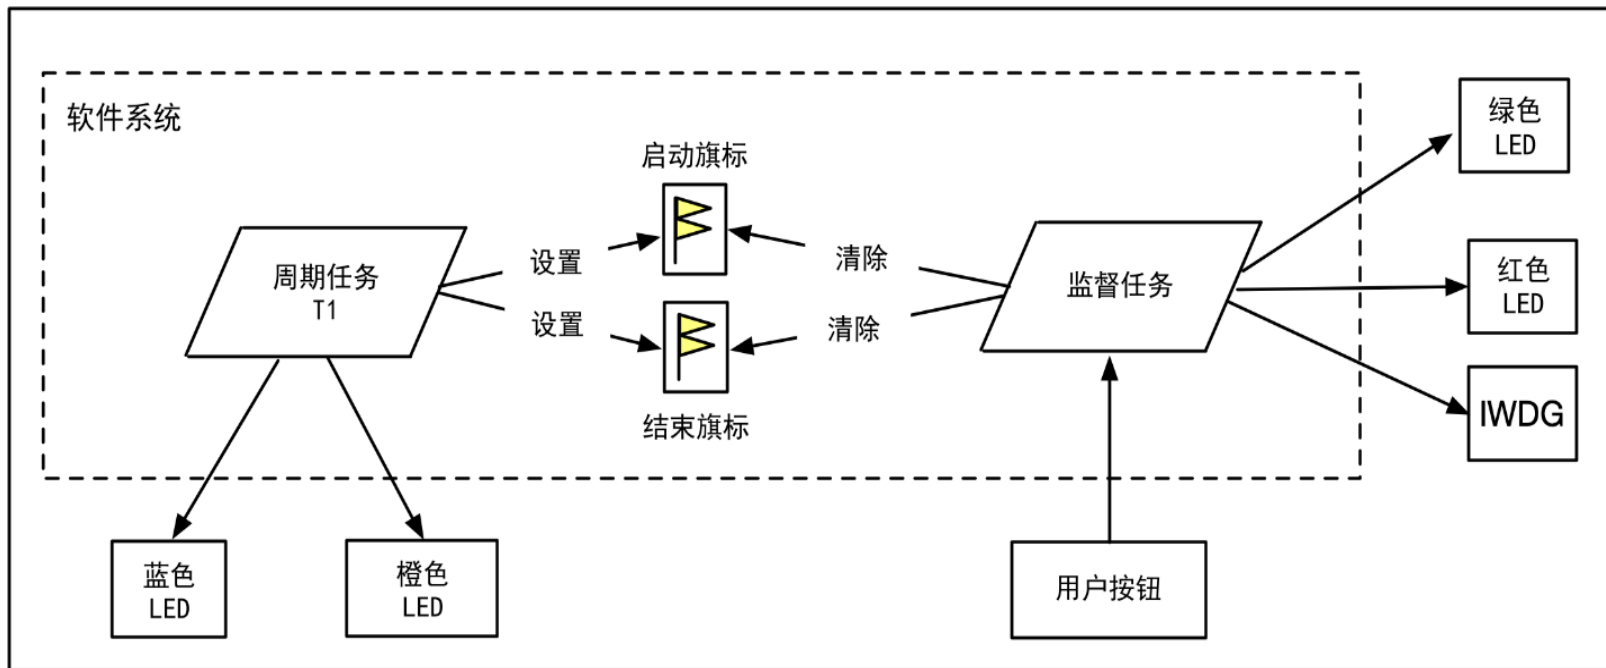 软件系统
启动旗标
绿色
LED
周期任务
T1
设置
设置
清除
清除
监督任务
红色
LED
结束旗标
IWDG
蓝色
LED
橙色
LED
用户按钮